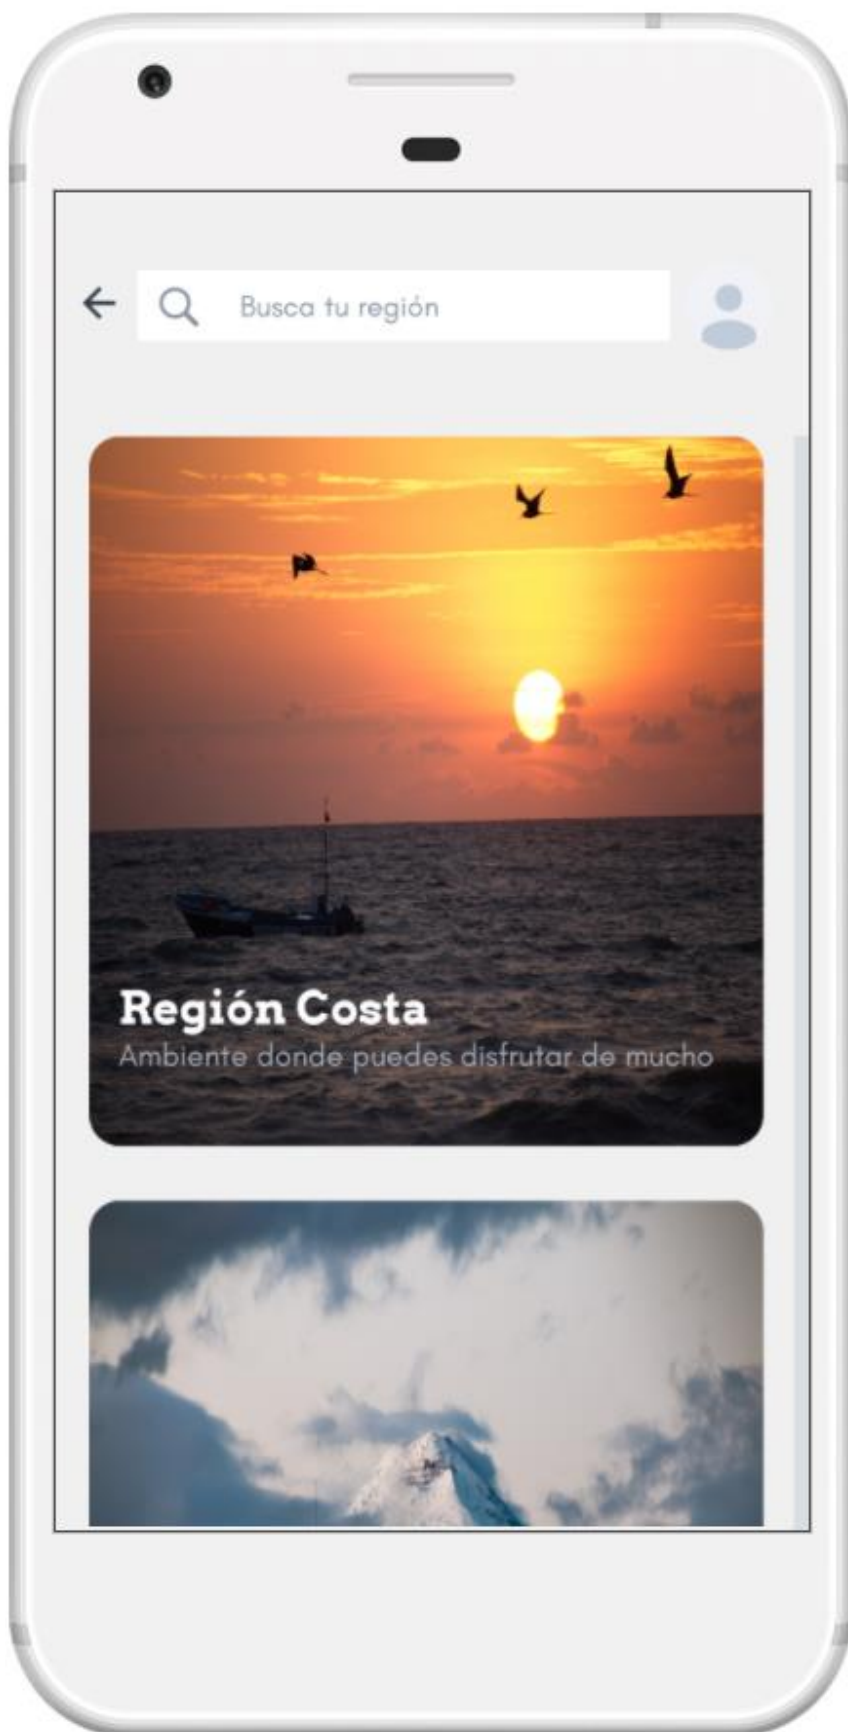 Busca tu región
Región Costa
Ambiente donde puedes disfrutar de mucho